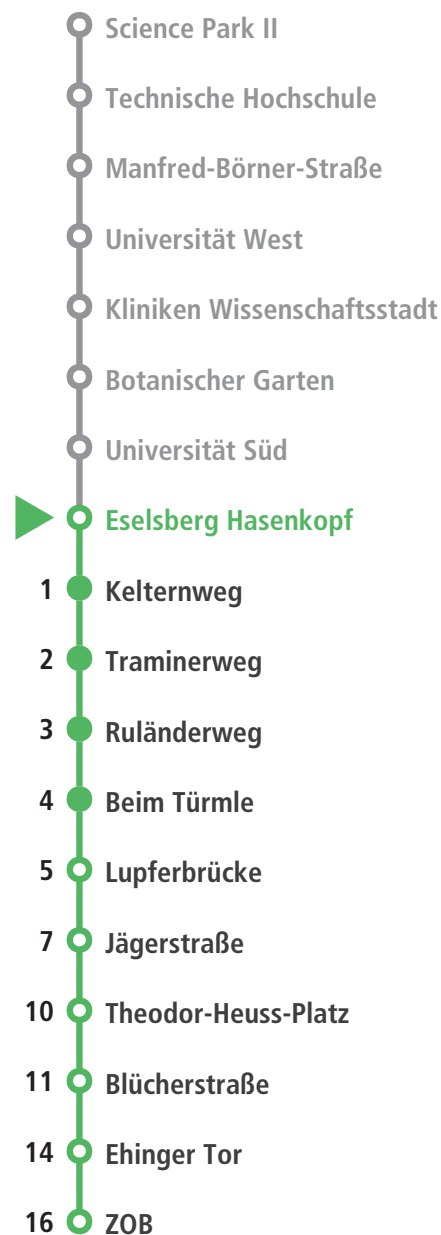 Science Park II
Technische Hochschule
Manfred-Börner-Straße
Universität West
Kliniken Wissenschaftsstadt
Botanischer Garten
Universität Süd
Eselsberg Hasenkopf
1 Kelternweg
2 Traminerweg
3 Ruländerweg
4 Beim Türmle
5 Lupferbrücke
7 Jägerstraße
10 Theodor-Heuss-Platz
11 Blücherstraße
14 Ehinger Tor
16 ZOB